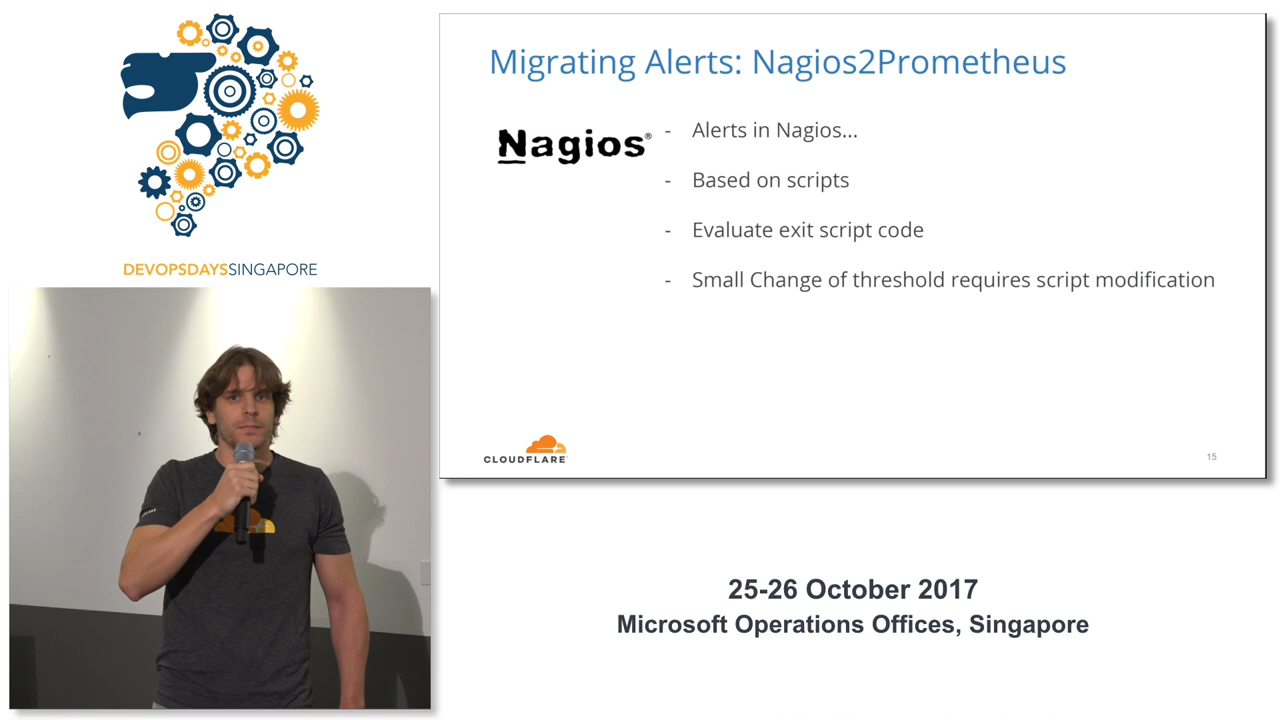 DEVOPSDAYSSINGAPORE
Migrating Alerts: Nagios2Prometheus
Nagios®
- Alerts in Nagios...
- Based on scripts
- Evaluate exit script code
- Small Change of threshold requires script modification
CLOUDFLARE
15
25-26 October 2017
Microsoft Operations Offices, Singapore